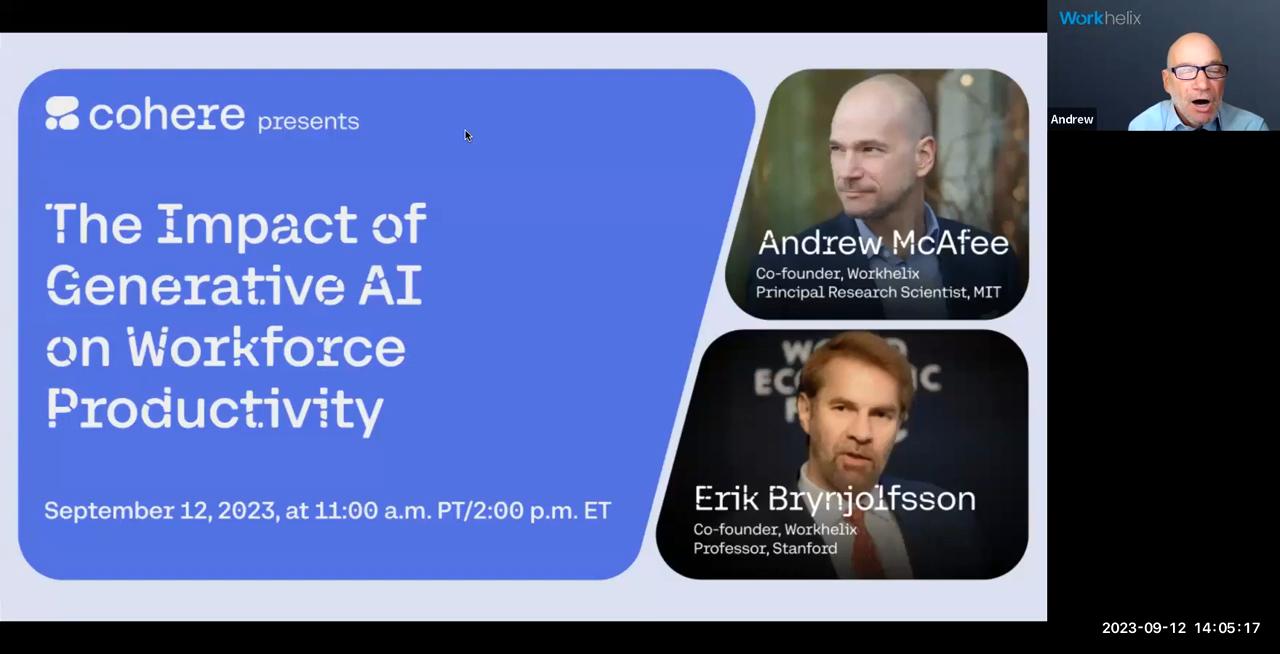 cohere presents
The Impact of
Generative AI
on Workforce
Productivity
September 12, 2023, at 11:00 a.m. PT/2:00 p.m. ET
Andrew McAfee
Co-founder, Workhelix
Principal Research Scientist, MIT
WORLD
ECONOMIC
Erik Brynjolfsson
Co-founder, Workhelix
Professor, Stanford
Workhelix
Andrew
2023-09-12 14:05:17